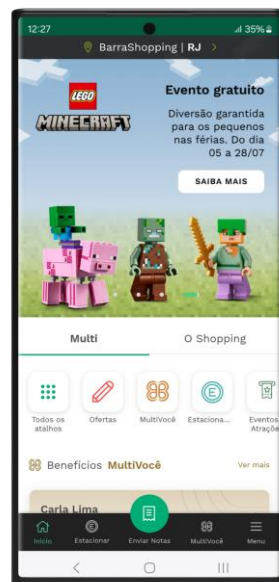 12:27
35%
BarraShopping | RJ >
LEGO
MINECRAFT
Evento gratuito
Diversão garantida
para os pequenos
nas férias. Do dia
05 a 28/07
SAIBA MAIS
Multi
O Shopping
Todos os
atalhos
Ofertas
MultiVocê
Estaciona...
Eventos
Atraçõe
Benefícios MultiVocê
Ver mais
Carla Lima
Início
Estacionar
Enviar Notas
MultiVocê
Menu